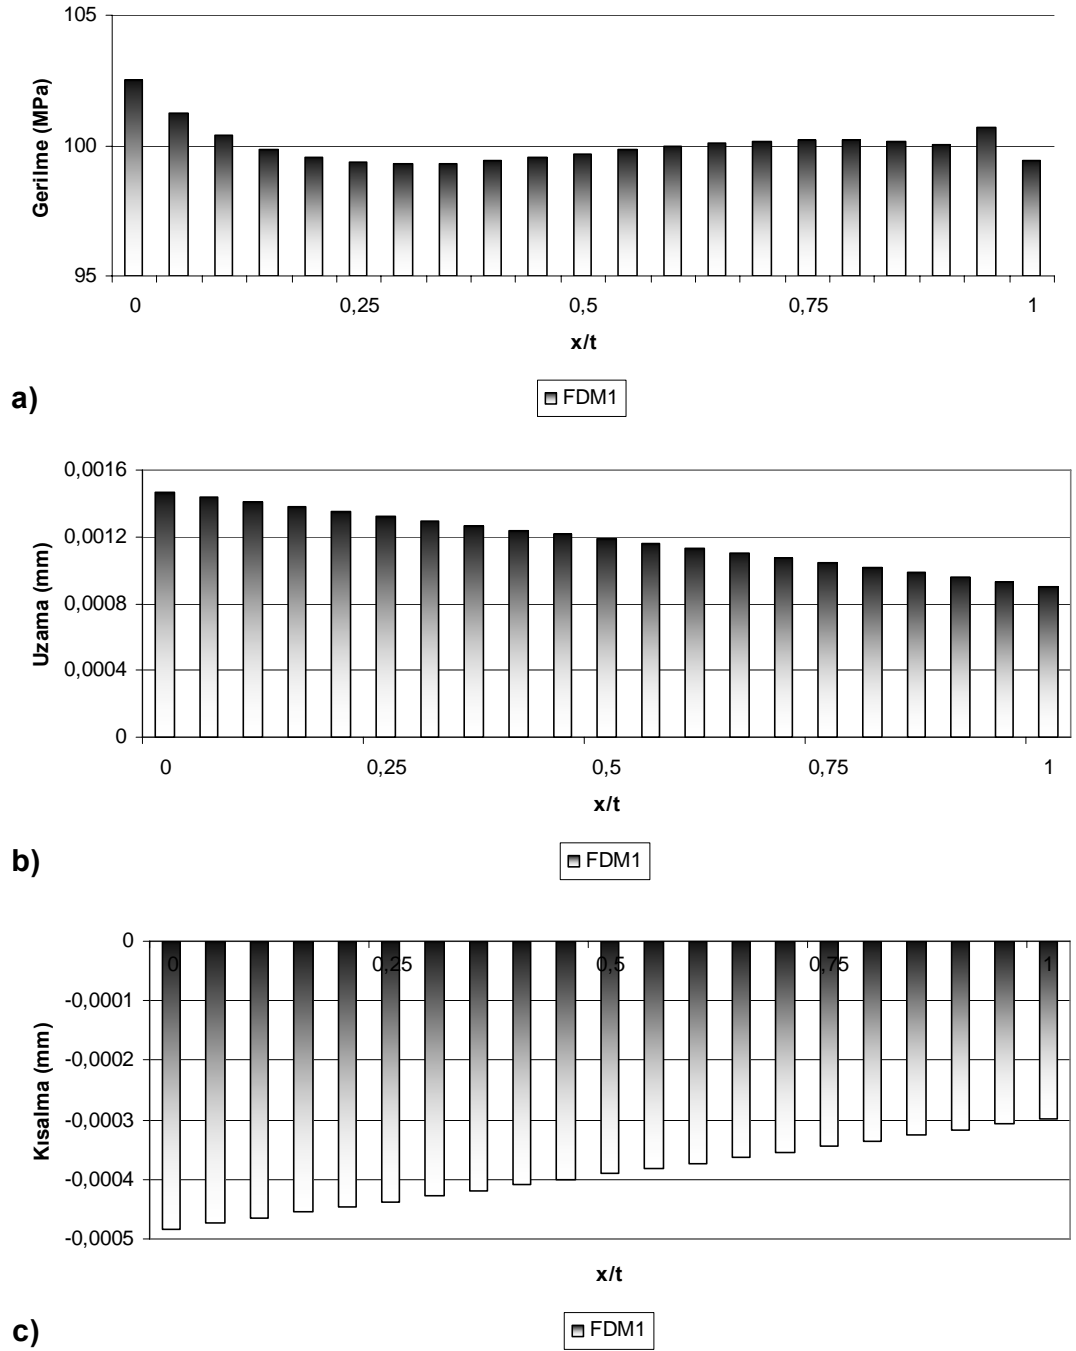 105
100
95
Gerilme (MPa)
0 0,25 0,5 0,75 1
x/t
FDM1
a)
0,0016
0,0012
0,0008
0,0004
0
Uzama (mm)
0 0,25 0,5 0,75 1
x/t
FDM1
b)
0
0 0,25 0,5 0,75 1
-0,0001
-0,0002
-0,0003
-0,0004
-0,0005
Kısalma (mm)
x/t
FDM1
c)